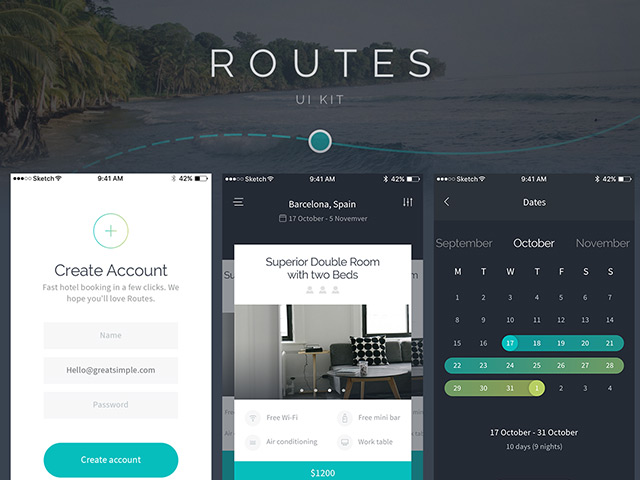 ROUTES
UI KIT
Sketch 9:41 AM 42%
Create Account
Fast hotel booking in a few clicks. We
hope you'll love Routes.
Name
Hello@greatsimple.com
Password
Create account
Sketch 9:41 AM 42%
Barcelona, Spain
17 October - 5 Novemver
Superior Double Room
with two Beds
Free Wi-Fi
Free mini bar
Air conditioning
Work table
$1200
Sketch 9:41 AM 42%
Dates
September October November
M T W T F S S
1 2 3 4 5 6 7
8 9 10 11 12 13 14
15 16 17 18 19 20 21
22 23 24 25 26 27 28
29 30 31 1 2 3 4
17 October - 31 October
10 days (9 nights)